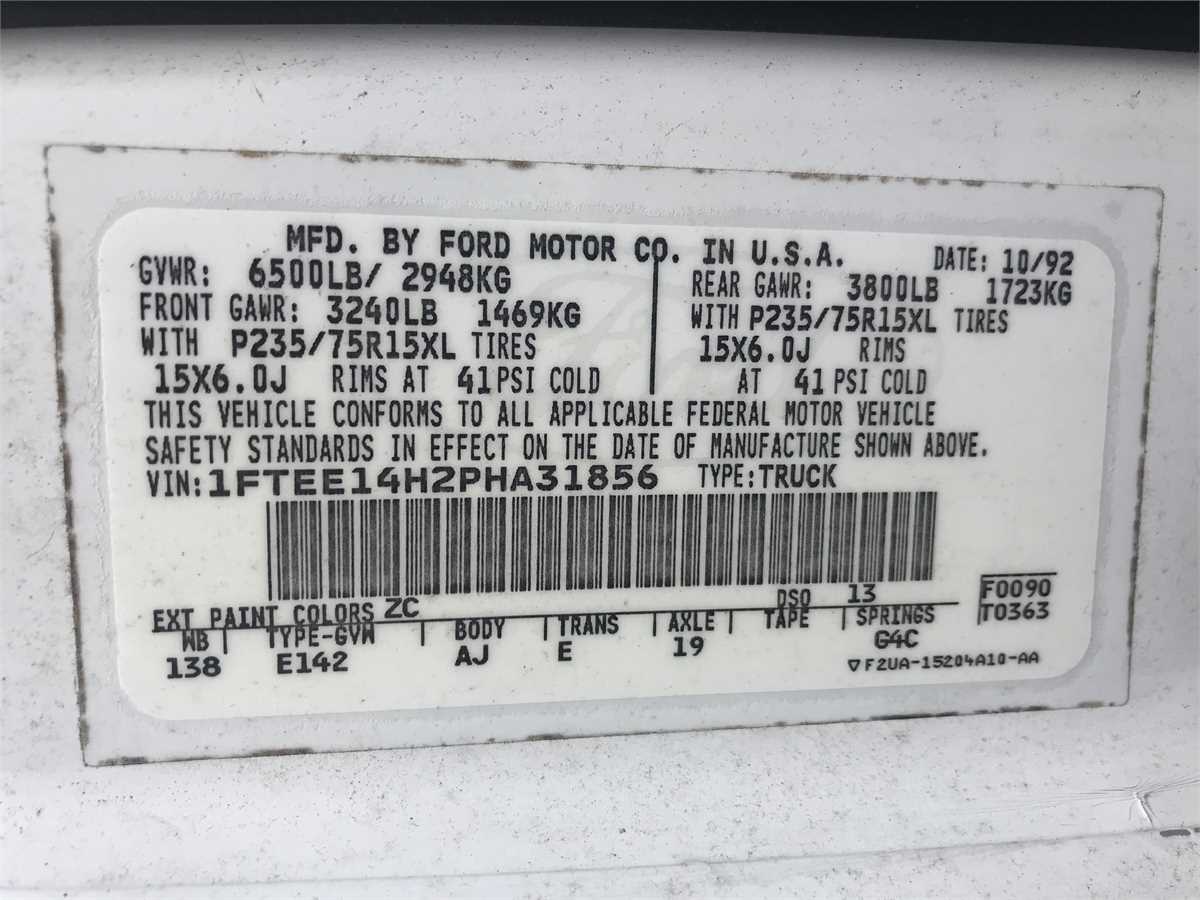 MFD. BY FORD MOTOR CO. IN U.S.A.
DATE: 10/92
GVWR: 6500LB/ 2948KG
FRONT GAWR: 3240LB 1469KG
WITH P235/75R15XL TIRES
15X6.0J RIMS AT 41 PSI COLD
REAR GAWR: 3800LB 1723KG
WITH P235/75R15XL TIRES
15X6.0J RIMS
AT 41 PSI COLD
THIS VEHICLE CONFORMS TO ALL APPLICABLE FEDERAL MOTOR VEHICLE
SAFETY STANDARDS IN EFFECT ON THE DATE OF MANUFACTURE SHOWN ABOVE.
VIN: 1FTEE14H2PHA31856 TYPE: TRUCK
EXT PAINT COLORS ZC DSO 13 F0090
WB TYPE-GVW BODY TRANS AXLE TAPE SPRINGS T0363
138 E142 AJ E 19 G4C
F2UA-15204A10-AA